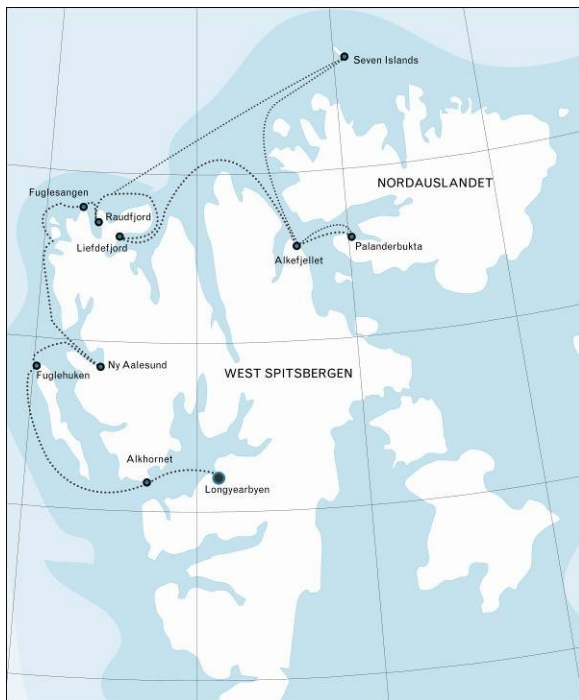 Seven Islands
NORDAUSLANDET
Fuglesangen
Raudfjord
Liefdefjord
Palanderbukta
Alkefjellet
Ny Aalesund
Fuglehuken
WEST SPITSBERGEN
Alkhornet
Longyearbyen